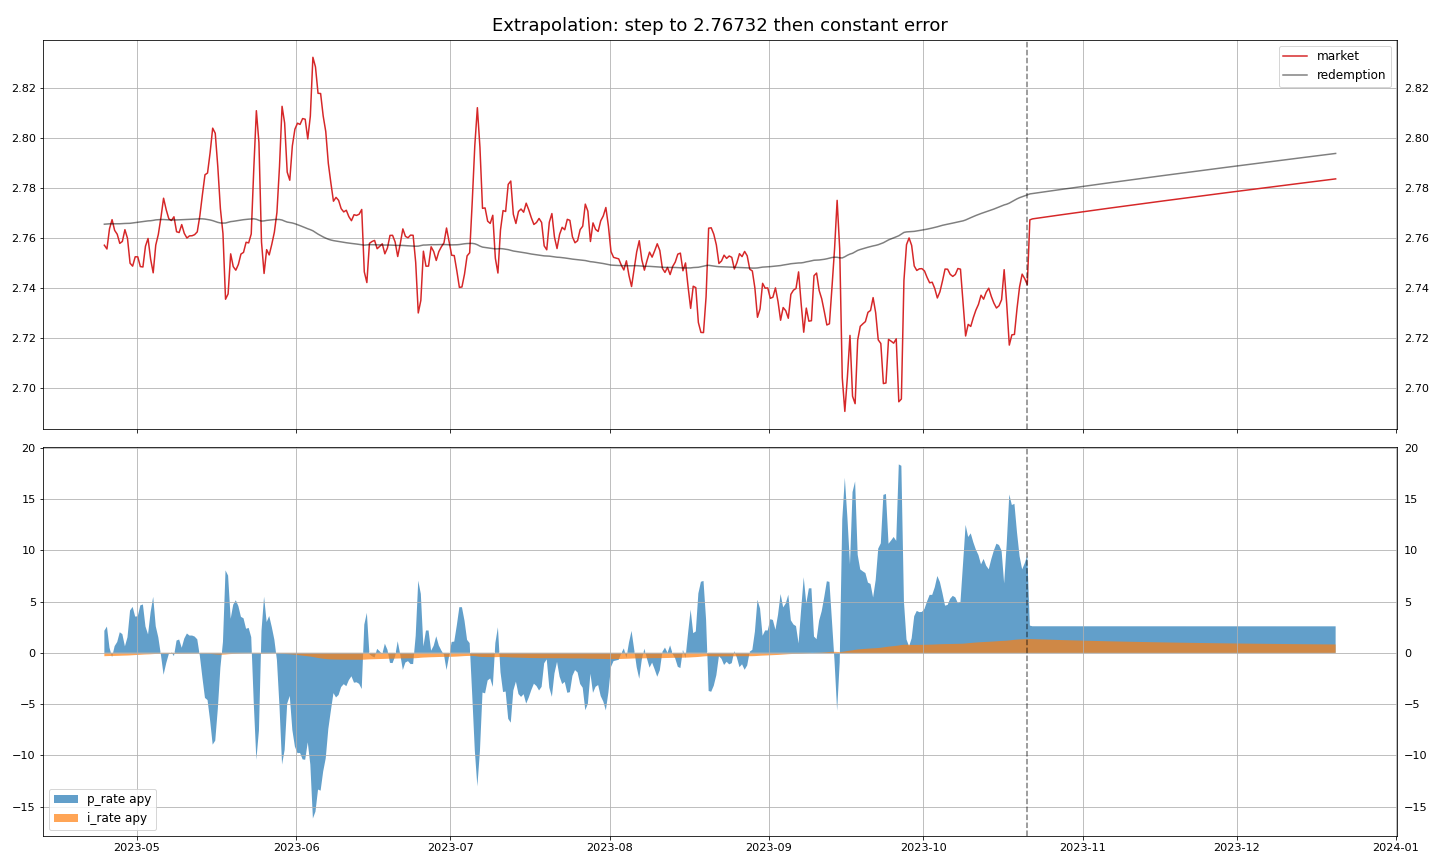 Extrapolation: step to 2.76732 then constant error
market
redemption
2.82 2.82
2.80 2.80
2.78 2.78
2.76 2.76
2.74 2.74
2.72 2.72
2.70 2.70
20 20
15 15
10 10
5 5
0 0
−5 −5
−10 −10
−15 −15
p_rate apy
i_rate apy
2023-05 2023-06 2023-07 2023-08 2023-09 2023-10 2023-11 2023-12 2024-01